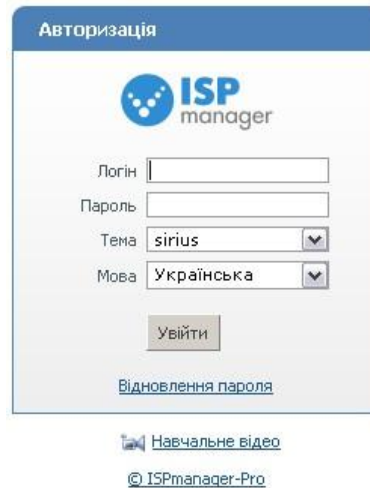 Авторизація
ISP
manager
Логін
Пароль
Тема sirius
Мова Українська
Увійти
Відновлення пароля
Навчальне відео
© ISPmanager-Pro